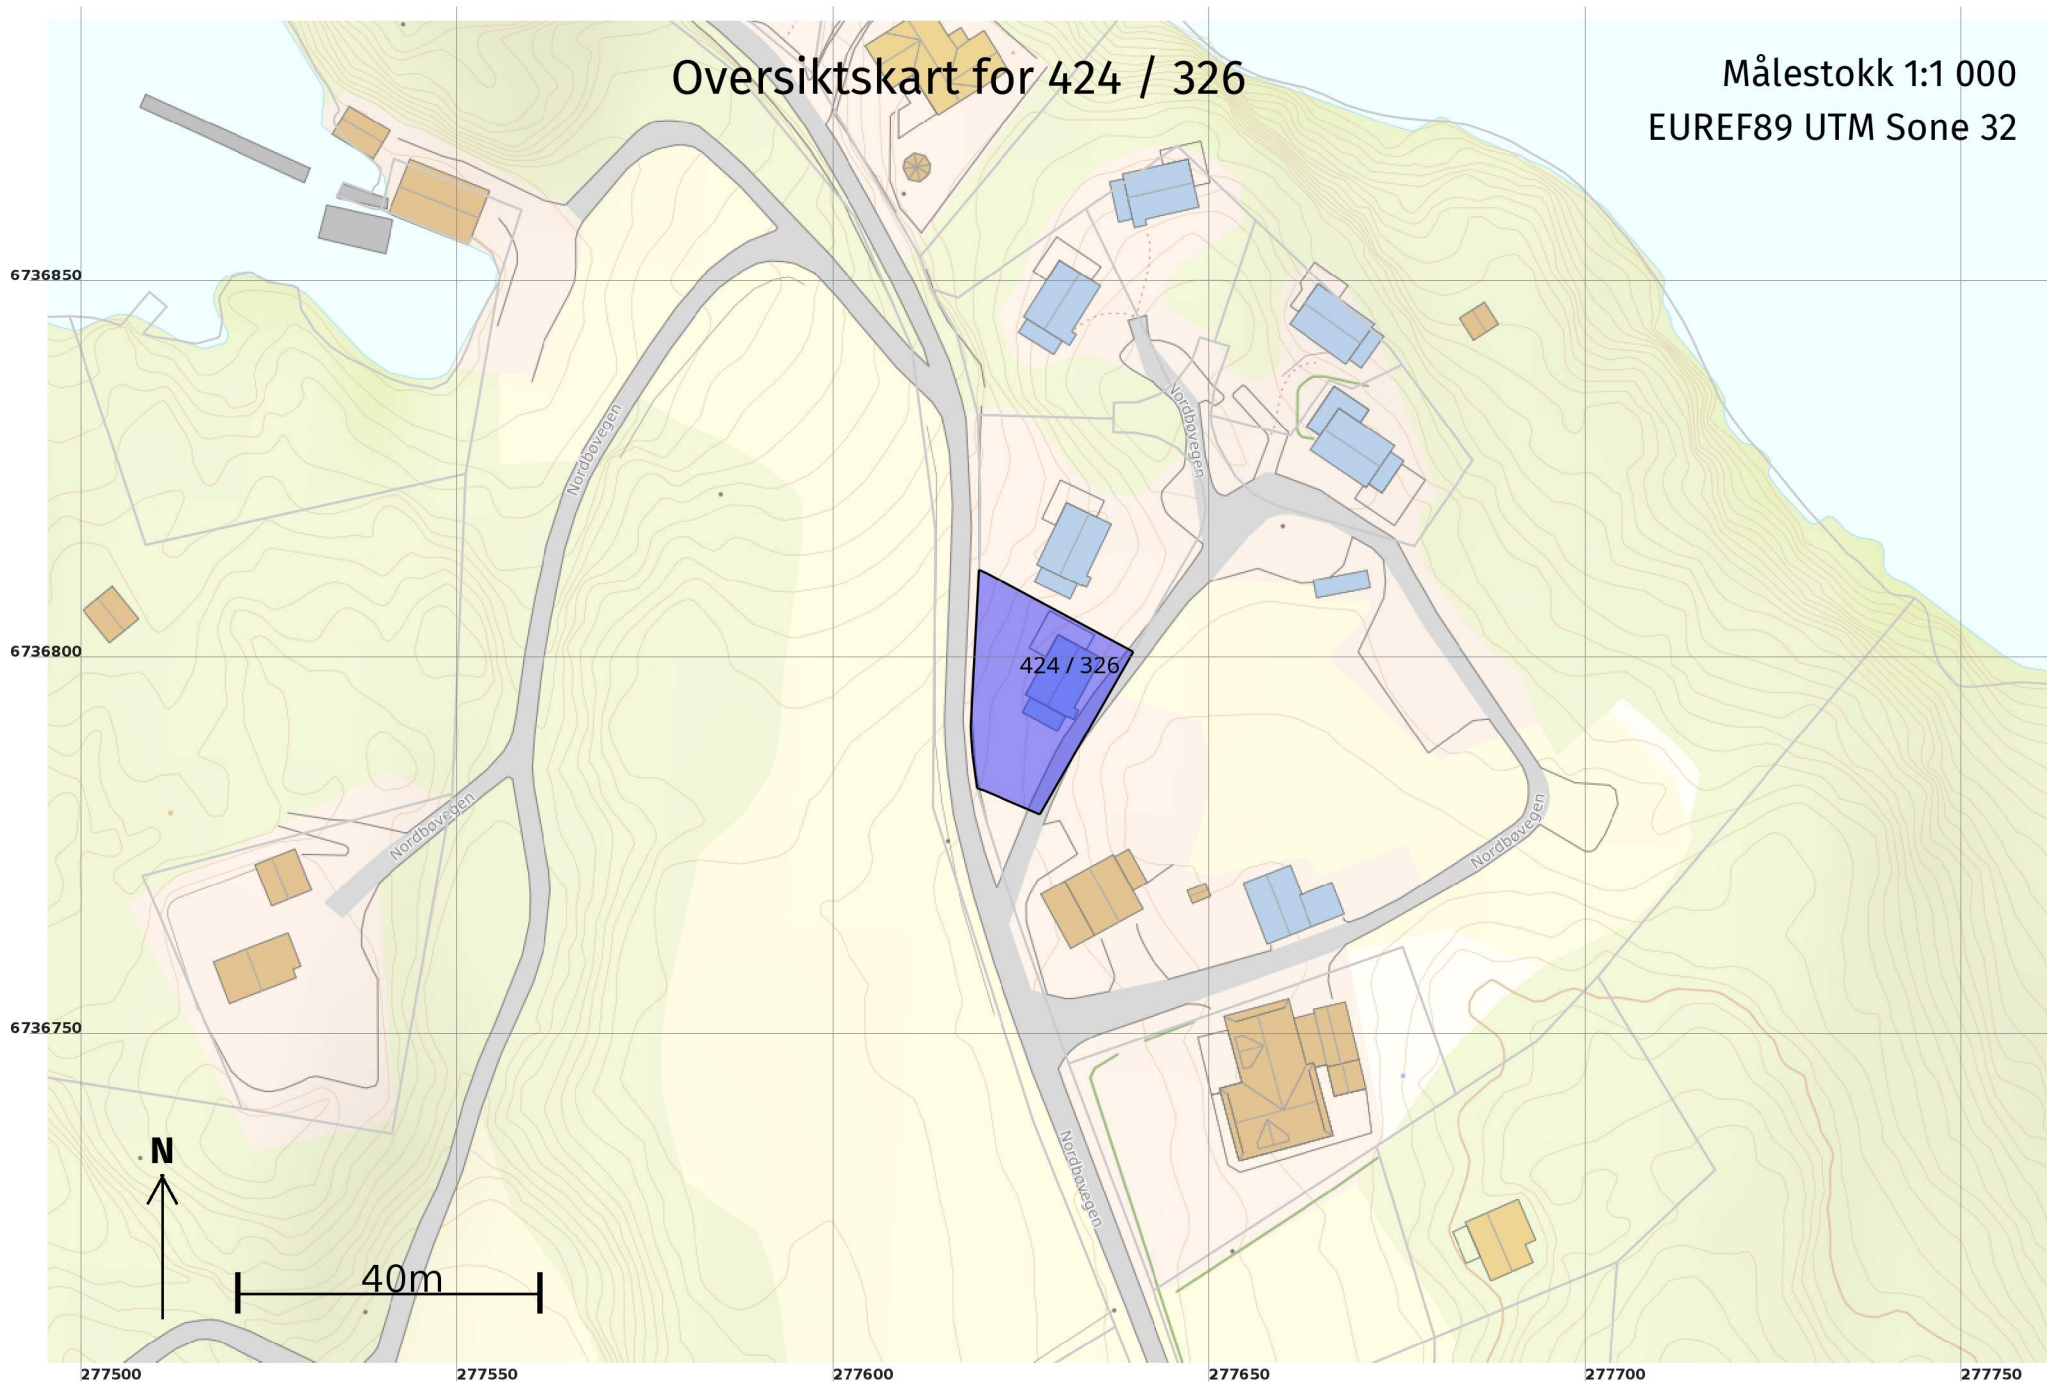 Oversiktskart for 424 / 326
Målestokk 1:1 000
EUREF89 UTM Sone 32
6736850
Nordbøvegen
Nordbøvegen
6736800
424 / 326
Nordbøvegen
Nordbøvegen
6736750
Nordbøvegen
N
40m
277500
277550
277600
277650
277700
277750